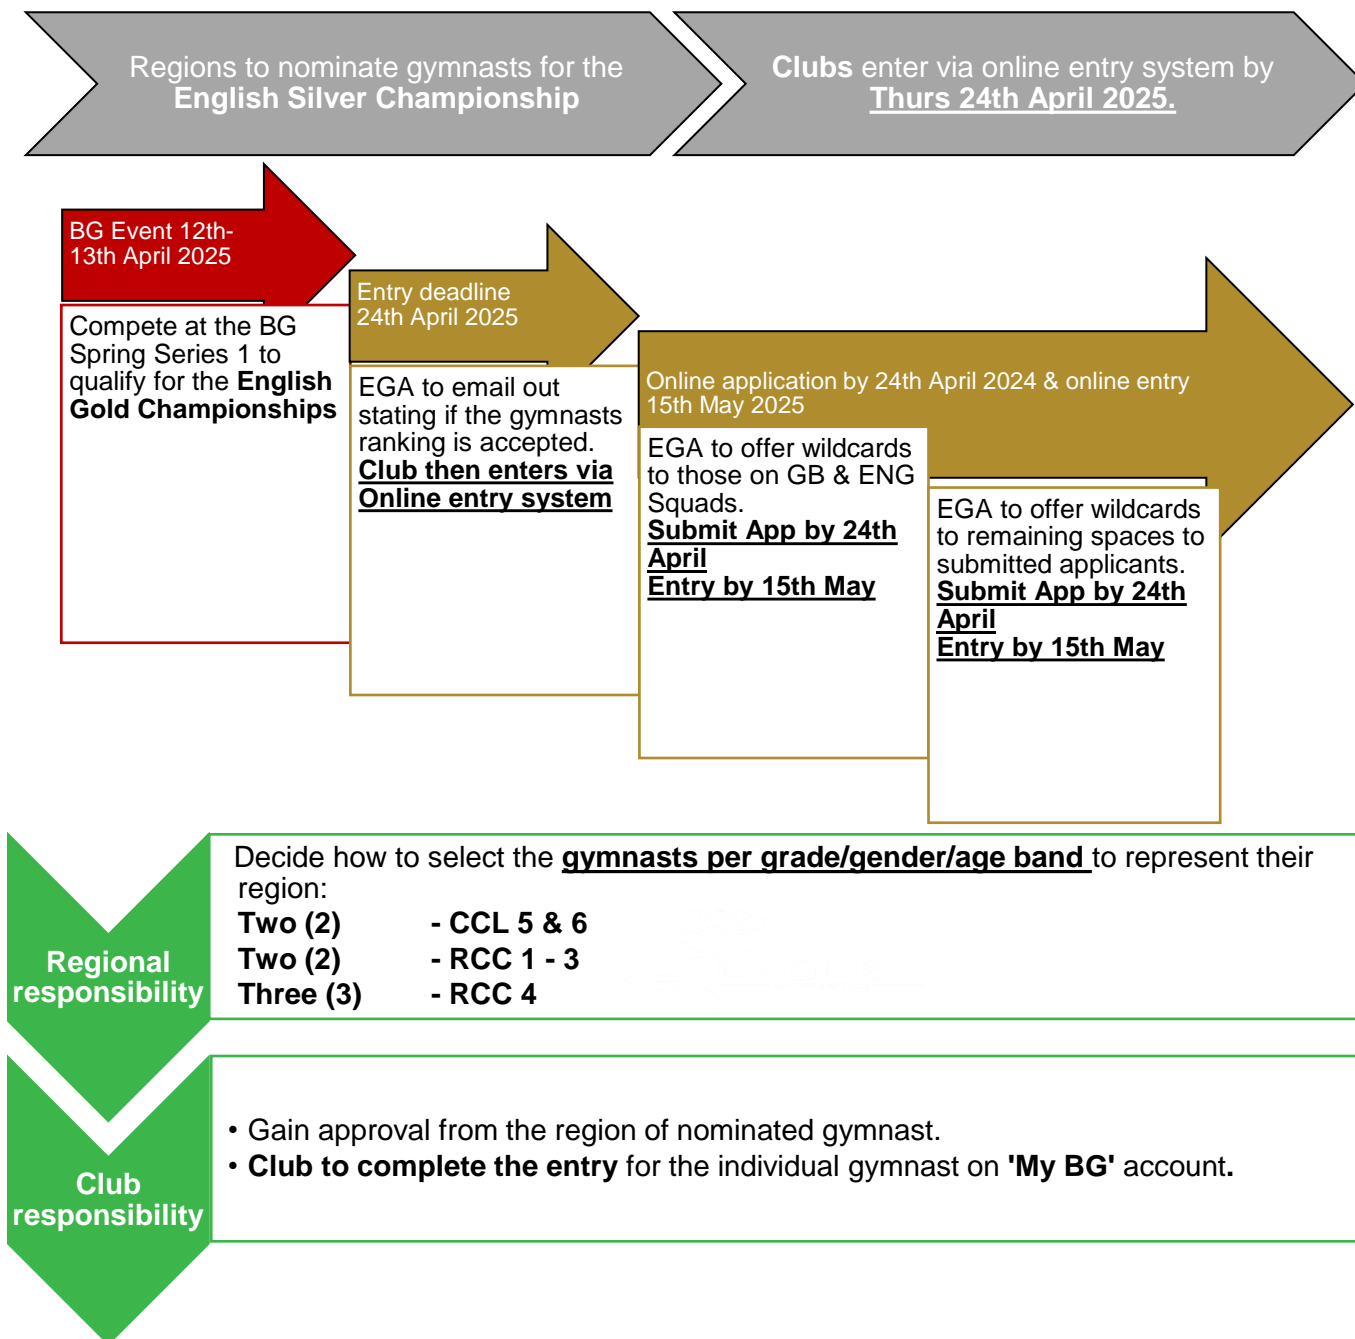 Regions to nominate gymnasts for the
English Silver Championship
Clubs enter via online entry system by
Thurs 24th April 2025.
BG Event 12th-
13th April 2025
Compete at the BG
Spring Series 1 to
qualify for the English
Gold Championships
Entry deadline
24th April 2025
EGA to email out
stating if the gymnasts
ranking is accepted.
Club then enters via
Online entry system
Online application by 24th April 2024 & online entry
15th May 2025
EGA to offer wildcards
to those on GB & ENG
Squads.
Submit App by 24th
April
Entry by 15th May
EGA to offer wildcards
to remaining spaces to
submitted applicants.
Submit App by 24th
April
Entry by 15th May
Regional
responsibility
Decide how to select the gymnasts per grade/gender/age band to represent their
region:
Two (2) - CCL 5 & 6
Two (2) - RCC 1 - 3
Three (3) - RCC 4
Club
responsibility
• Gain approval from the region of nominated gymnast.
• Club to complete the entry for the individual gymnast on 'My BG' account.